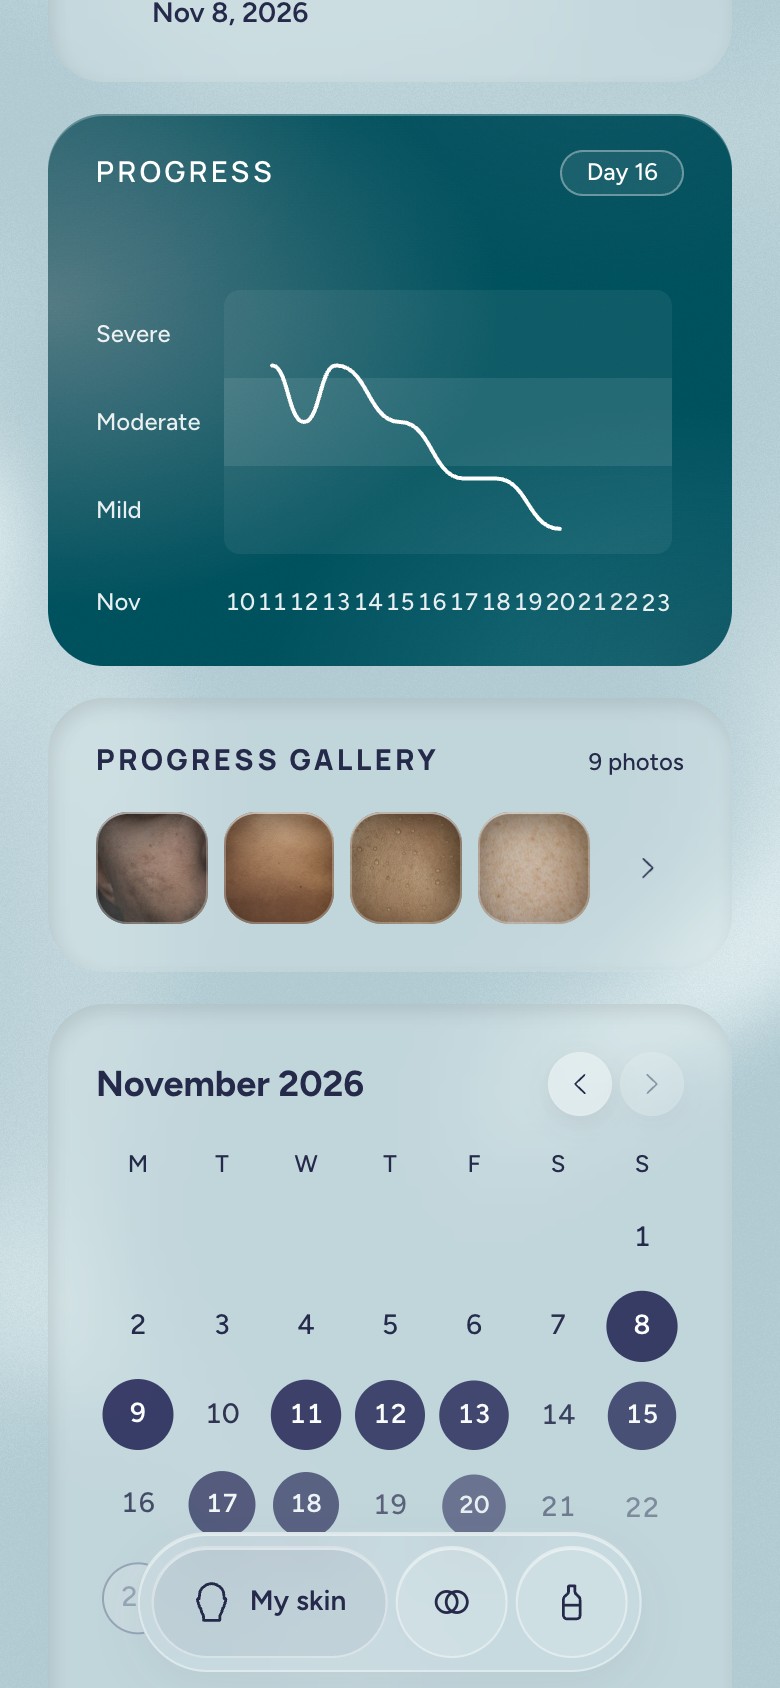 Nov 8, 2026
PROGRESS
Day 16
Severe
Moderate
Mild
Nov 10 11 12 13 14 15 16 17 18 19 20 21 22 23
PROGRESS GALLERY
9 photos
November 2026
M T W T F S S
1
2 3 4 5 6 7 8
9 10 11 12 13 14 15
16 17 18 19 20 21 22
My skin